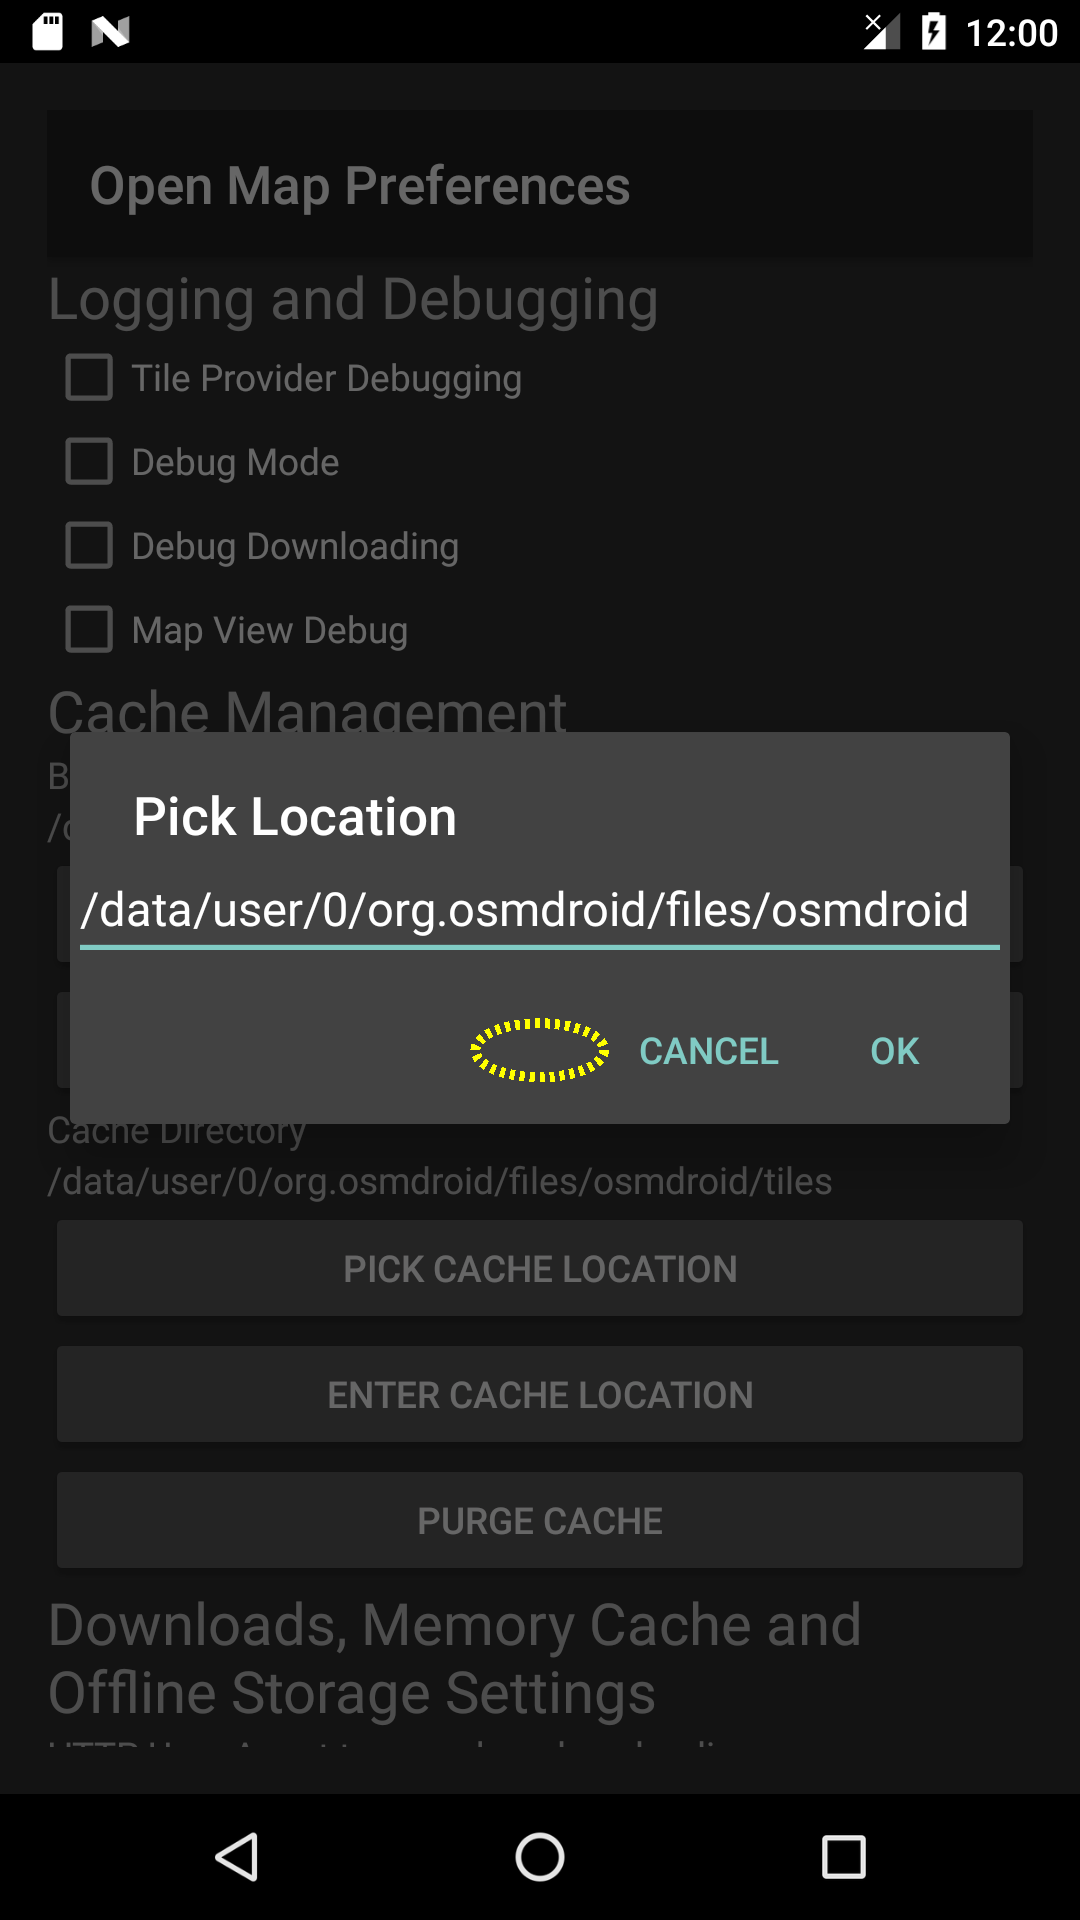 12:00
Open Map Preferences
Logging and Debugging
Tile Provider Debugging
Debug Mode
Debug Downloading
Map View Debug
Cache Management
Pick Location
/data/user/0/org.osmdroid/files/osmdroid
CANCEL OK
Cache Directory
/data/user/0/org.osmdroid/files/osmdroid/tiles
PICK CACHE LOCATION
ENTER CACHE LOCATION
PURGE CACHE
Downloads, Memory Cache and
Offline Storage Settings